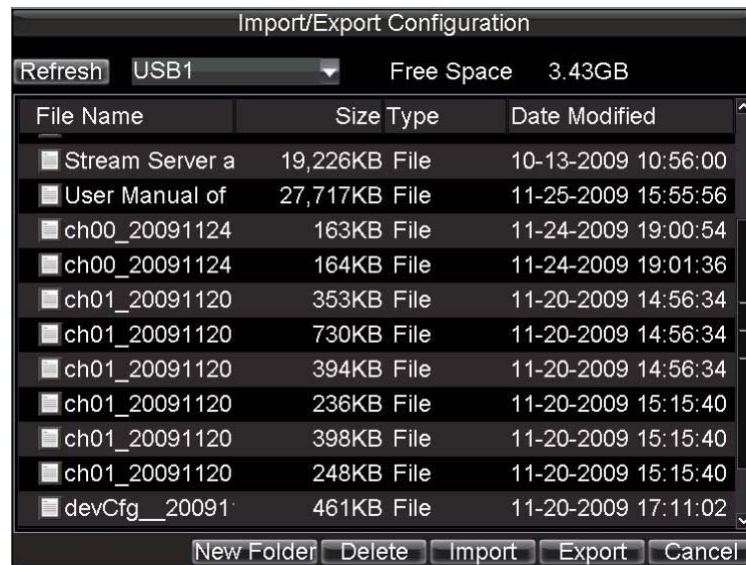 Import/Export Configuration
Refresh USB1 Free Space 3.43GB
File Name Size Type Date Modified
Stream Server a 19,226KB File 10-13-2009 10:56:00
User Manual of 27,717KB File 11-25-2009 15:55:56
ch00_20091124 163KB File 11-24-2009 19:00:54
ch00_20091124 164KB File 11-24-2009 19:01:36
ch01_20091120 353KB File 11-20-2009 14:56:34
ch01_20091120 730KB File 11-20-2009 14:56:34
ch01_20091120 394KB File 11-20-2009 14:56:34
ch01_20091120 236KB File 11-20-2009 15:15:40
ch01_20091120 398KB File 11-20-2009 15:15:40
ch01_20091120 248KB File 11-20-2009 15:15:40
devCfg__20091 461KB File 11-20-2009 17:11:02
New Folder Delete Import Export Cancel